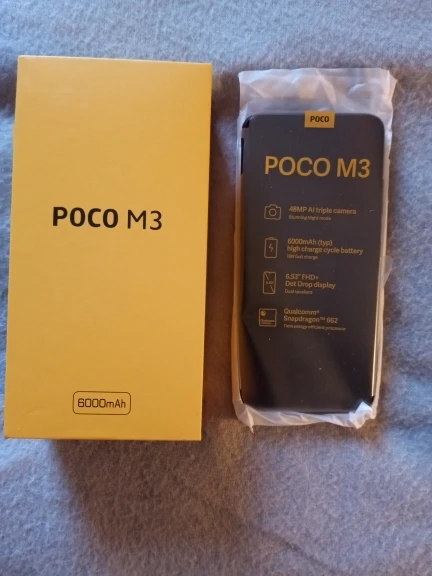 POCO M3
6000mAh
POCO
POCO M3
48MP AI triple camera
6000mAh (typ)
high charge cycle battery
6.53" FHD+
Dot Drop display
Qualcomm®
Snapdragon™ 662